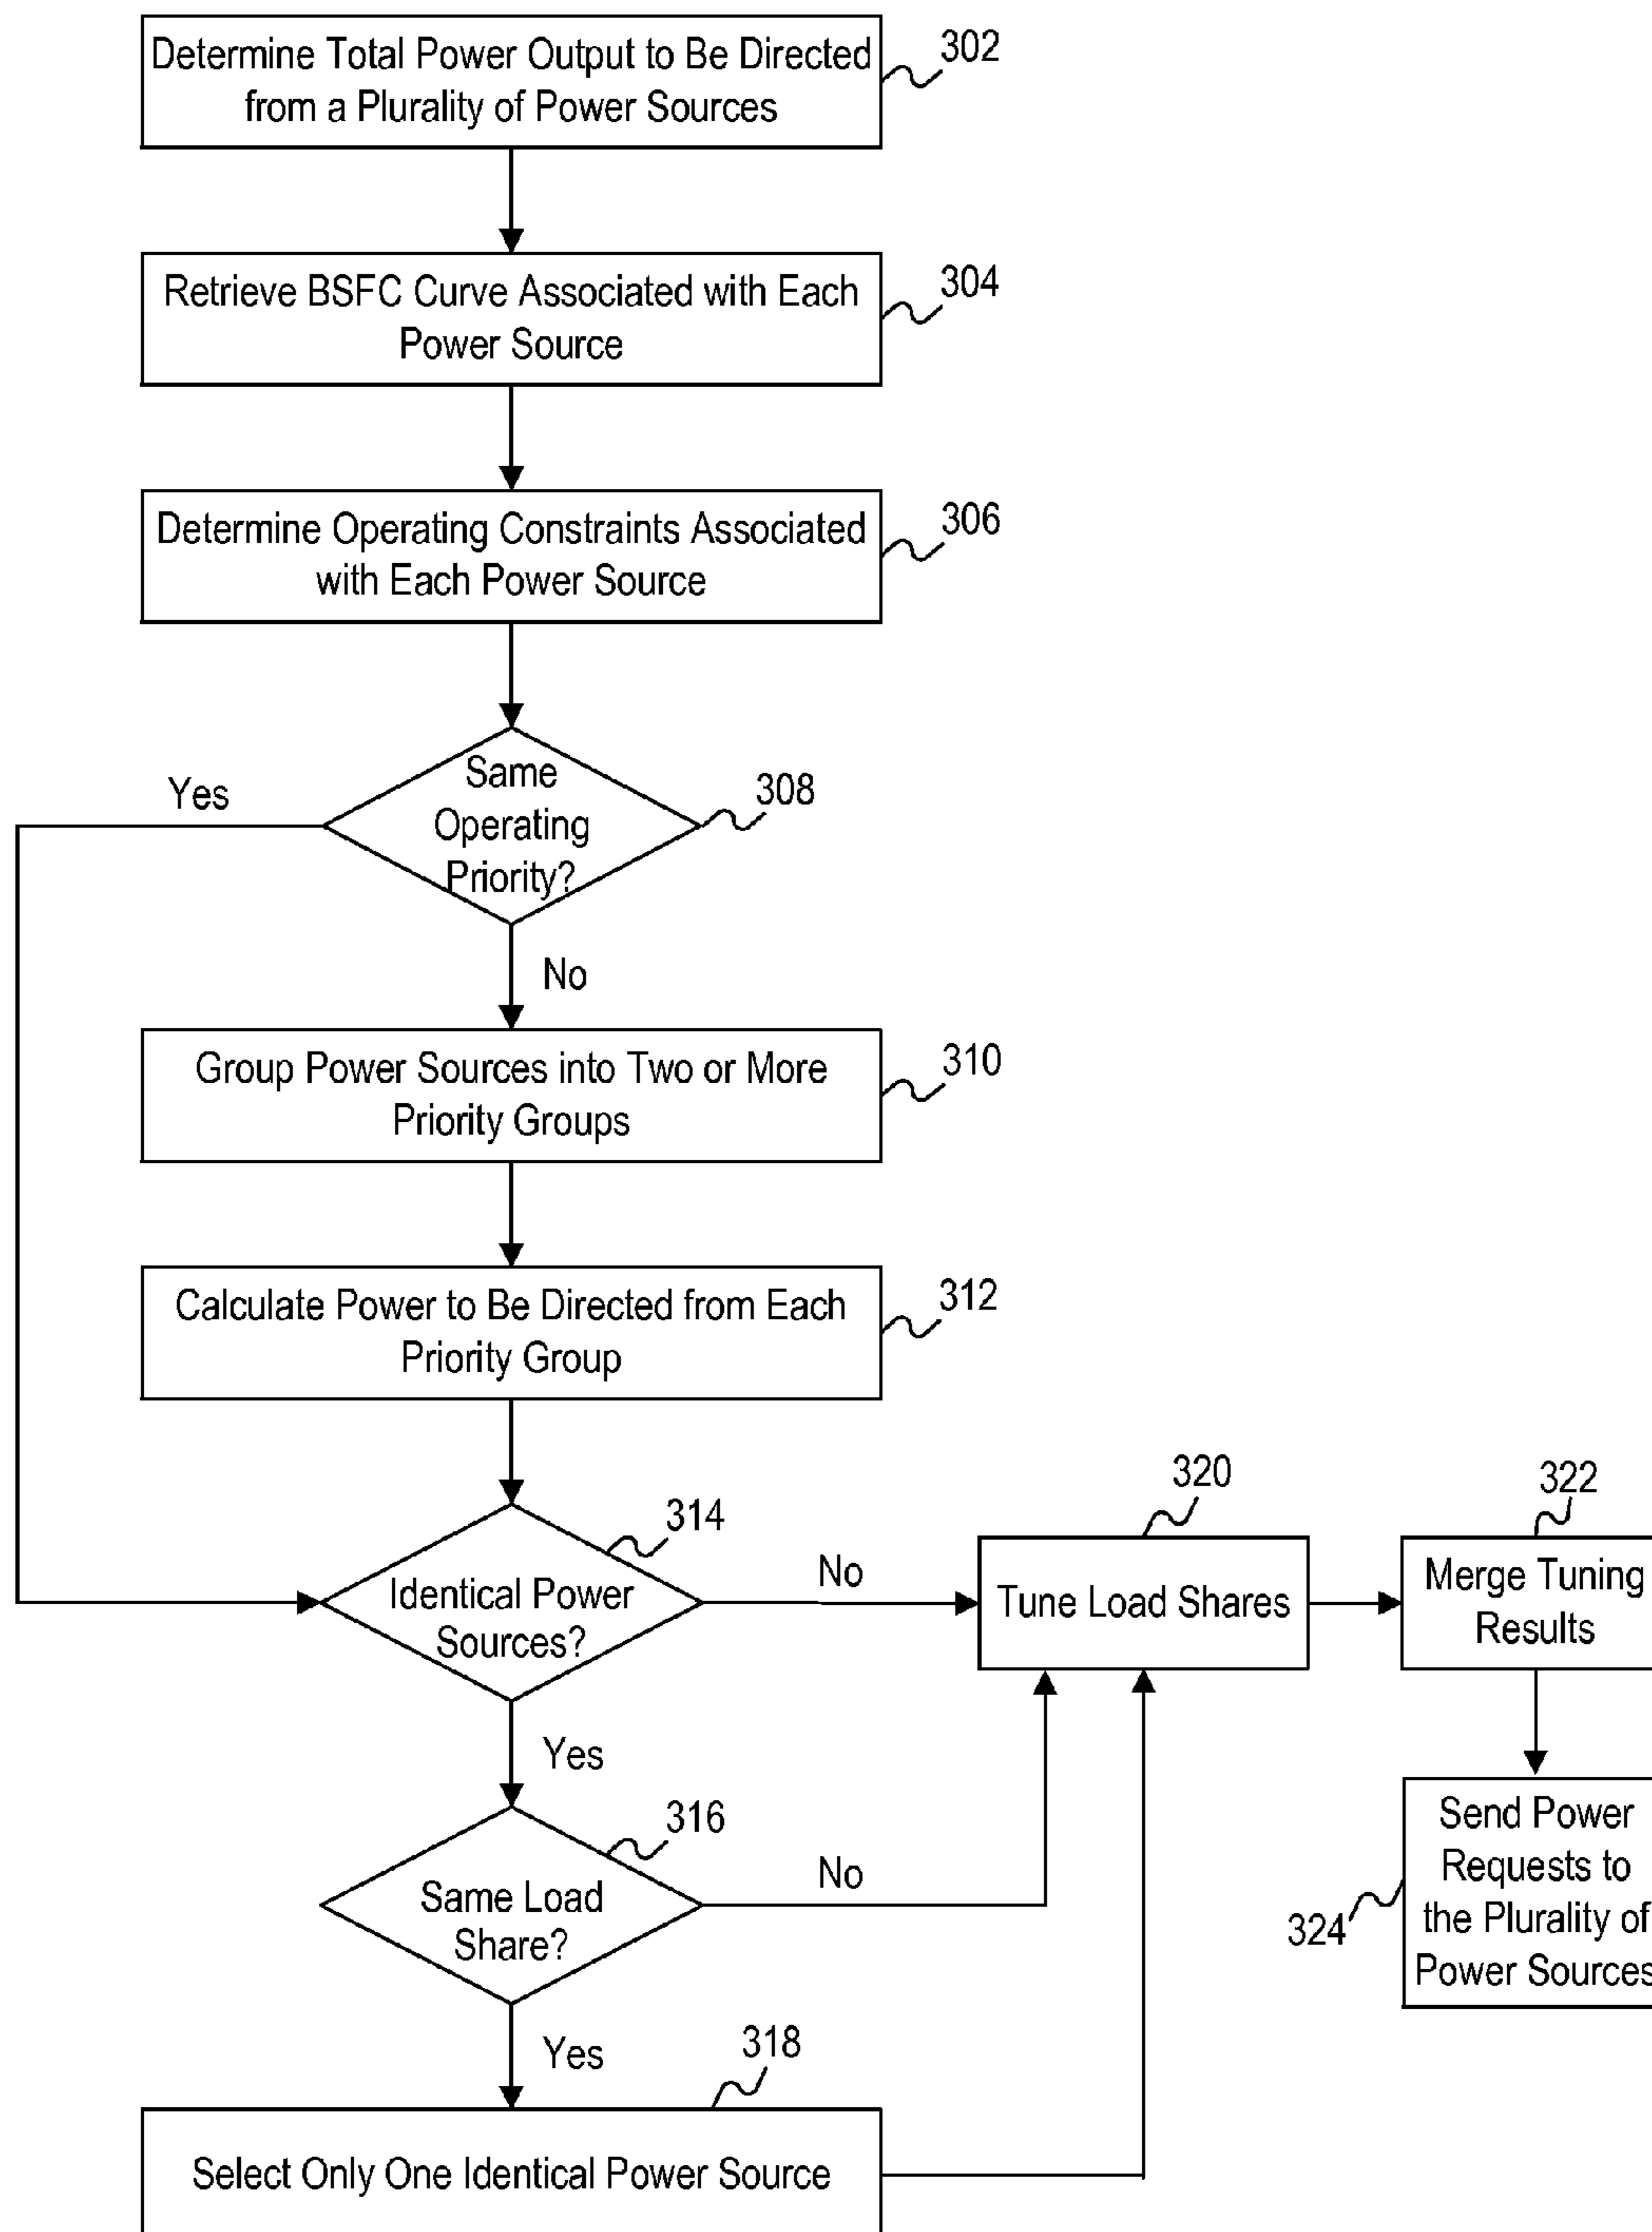 Determine Total Power Output to Be Directed
from a Plurality of Power Sources
302
Retrieve BSFC Curve Associated with Each
Power Source
304
Determine Operating Constraints Associated
with Each Power Source
306
Same
Operating
Priority?
308
Yes
No
Group Power Sources into Two or More
Priority Groups
310
Calculate Power to Be Directed from Each
Priority Group
312
Identical Power
Sources?
314
No
Yes
Tune Load Shares
320
Merge Tuning
Results
322
Same Load
Share?
316
No
Yes
Send Power
Requests to
the Plurality of
Power Sources
324
Select Only One Identical Power Source
318